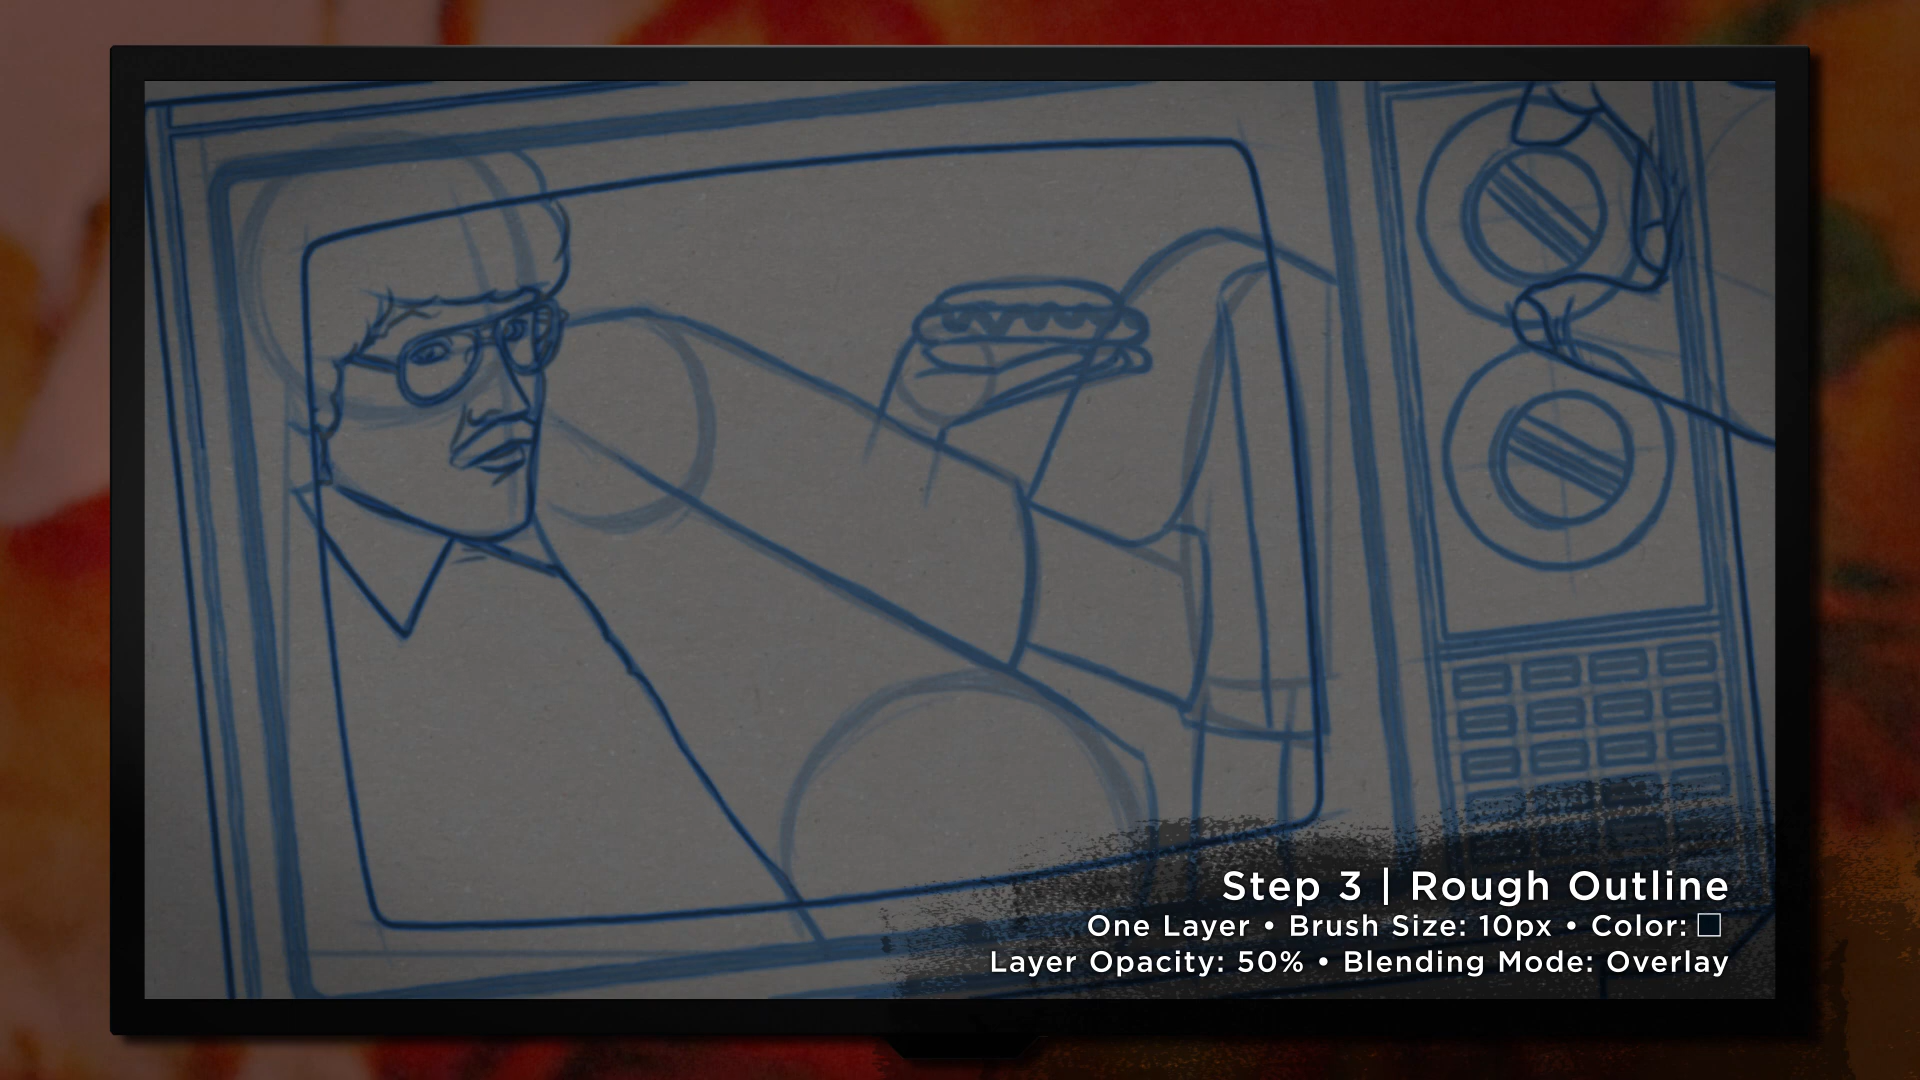 Step 3 | Rough Outline
One Layer • Brush Size: 10px • Color:
Layer Opacity: 50% • Blending Mode: Overlay